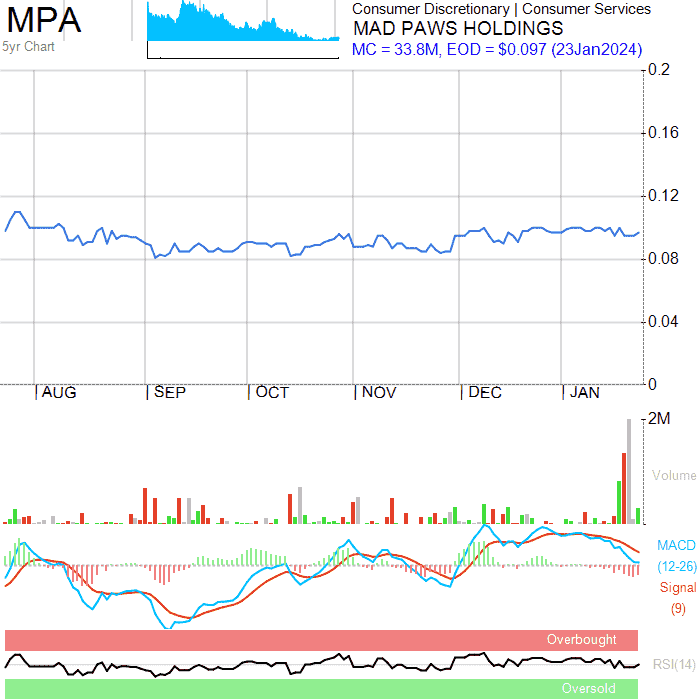 MPA
5yr Chart
Consumer Discretionary | Consumer Services
MAD PAWS HOLDINGS
MC = 33.8M, EOD = $0.097 (23Jan2024)
0.2
0.16
0.12
0.08
0.04
0
AUG SEP OCT NOV DEC JAN
2M
Volume
MACD
(12-26)
Signal
(9)
Overbought
RSI(14)
Oversold